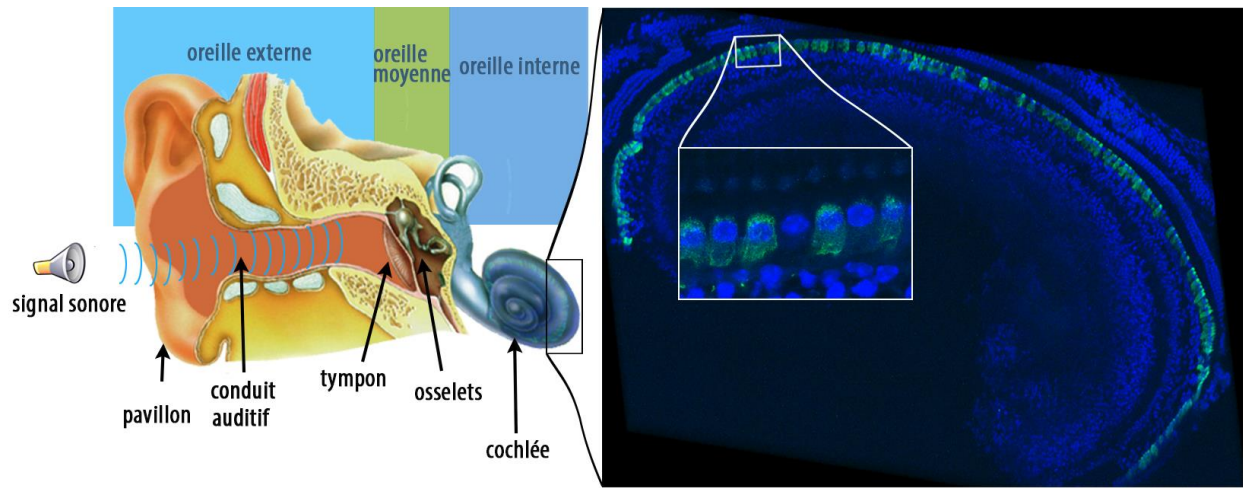 oreille externe
oreille
moyenne
oreille interne
signal sonore
pavillon
conduit
auditif
tympon
osselets
cochlée